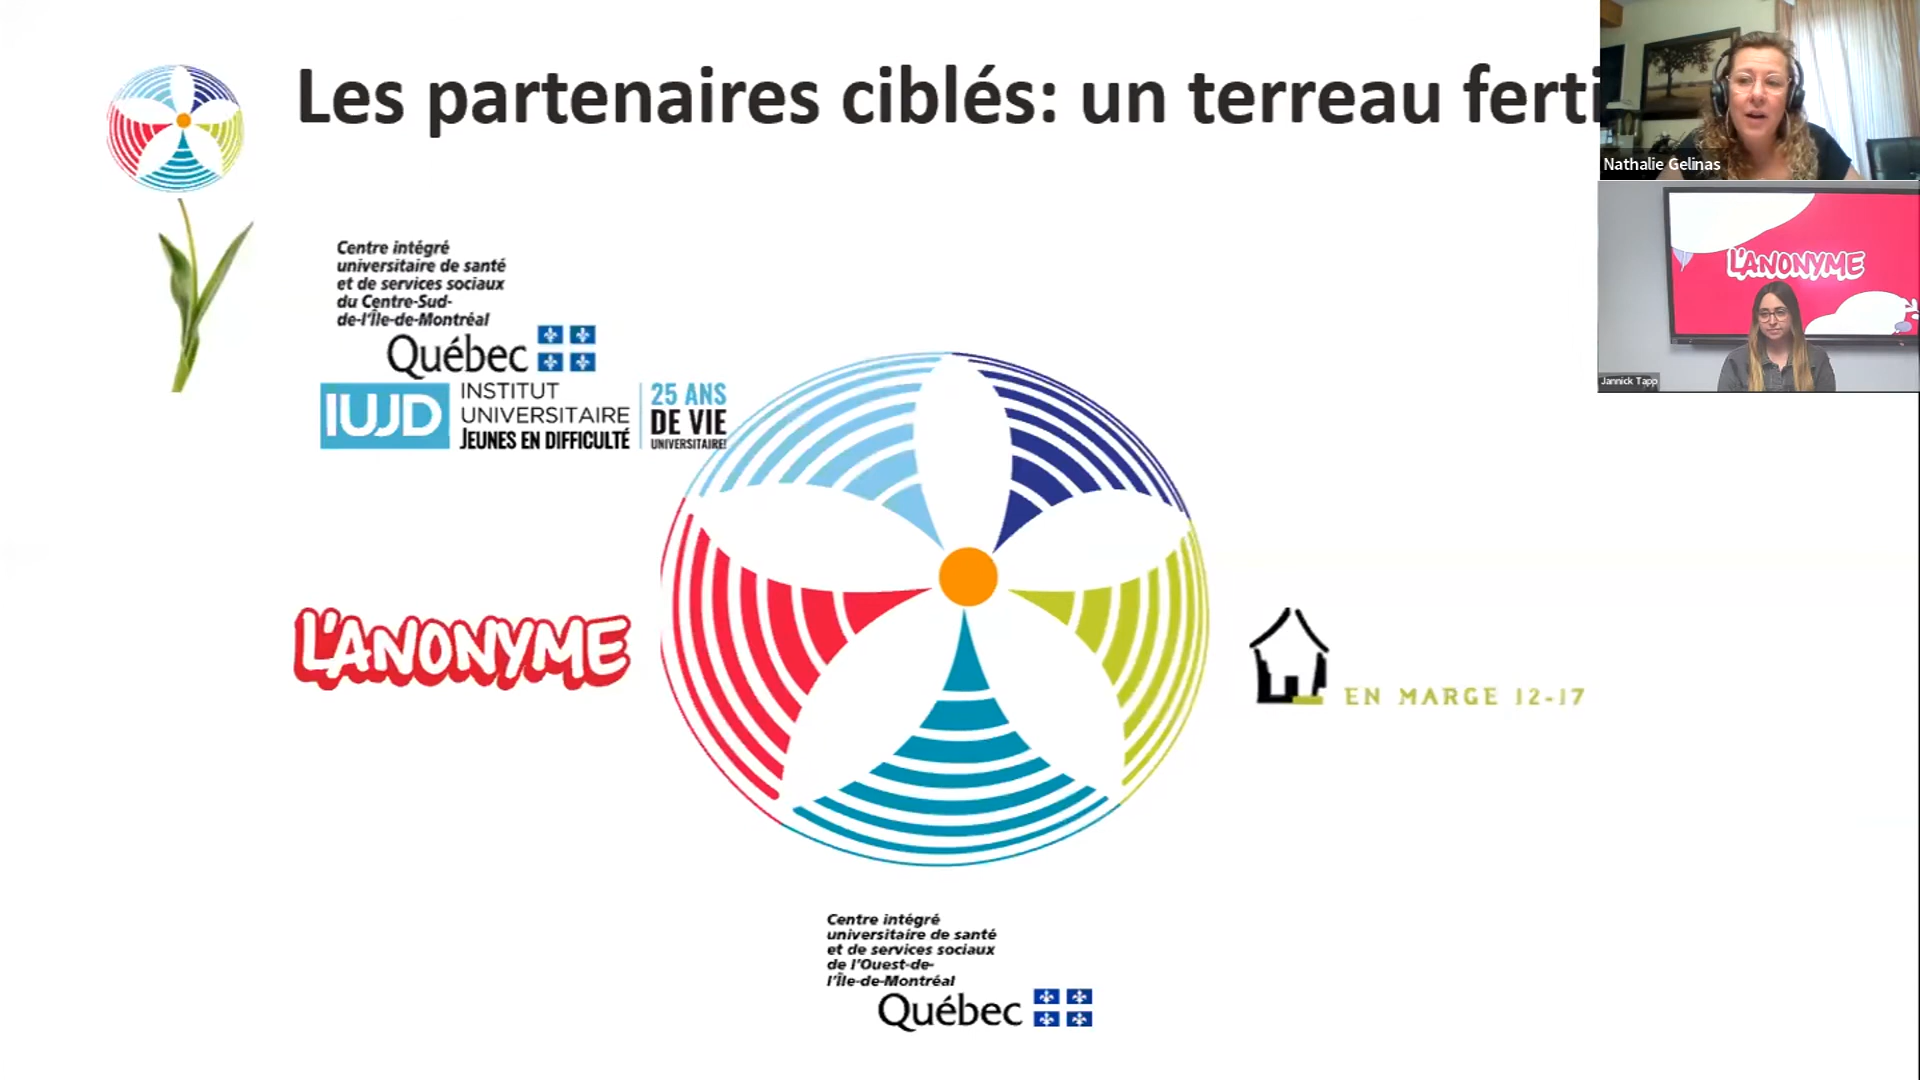 Les partenaires ciblés: un terreau ferti
Nathalie Gelinas
L'ANONYME
Jannick Tapp
Centre intégré
universitaire de santé
et de services sociaux
du Centre-Sud-
de-l'Île-de-Montréal
Québec
IUJD
INSTITUT
UNIVERSITAIRE
JEUNES EN DIFFICULTÉ
25 ANS
DE VIE
UNIVERSITAIRE!
L'ANONYME
EN MARGE 12-17
Centre intégré
universitaire de santé
et de services sociaux
de l'Ouest-de-
l'Île-de-Montréal
Québec